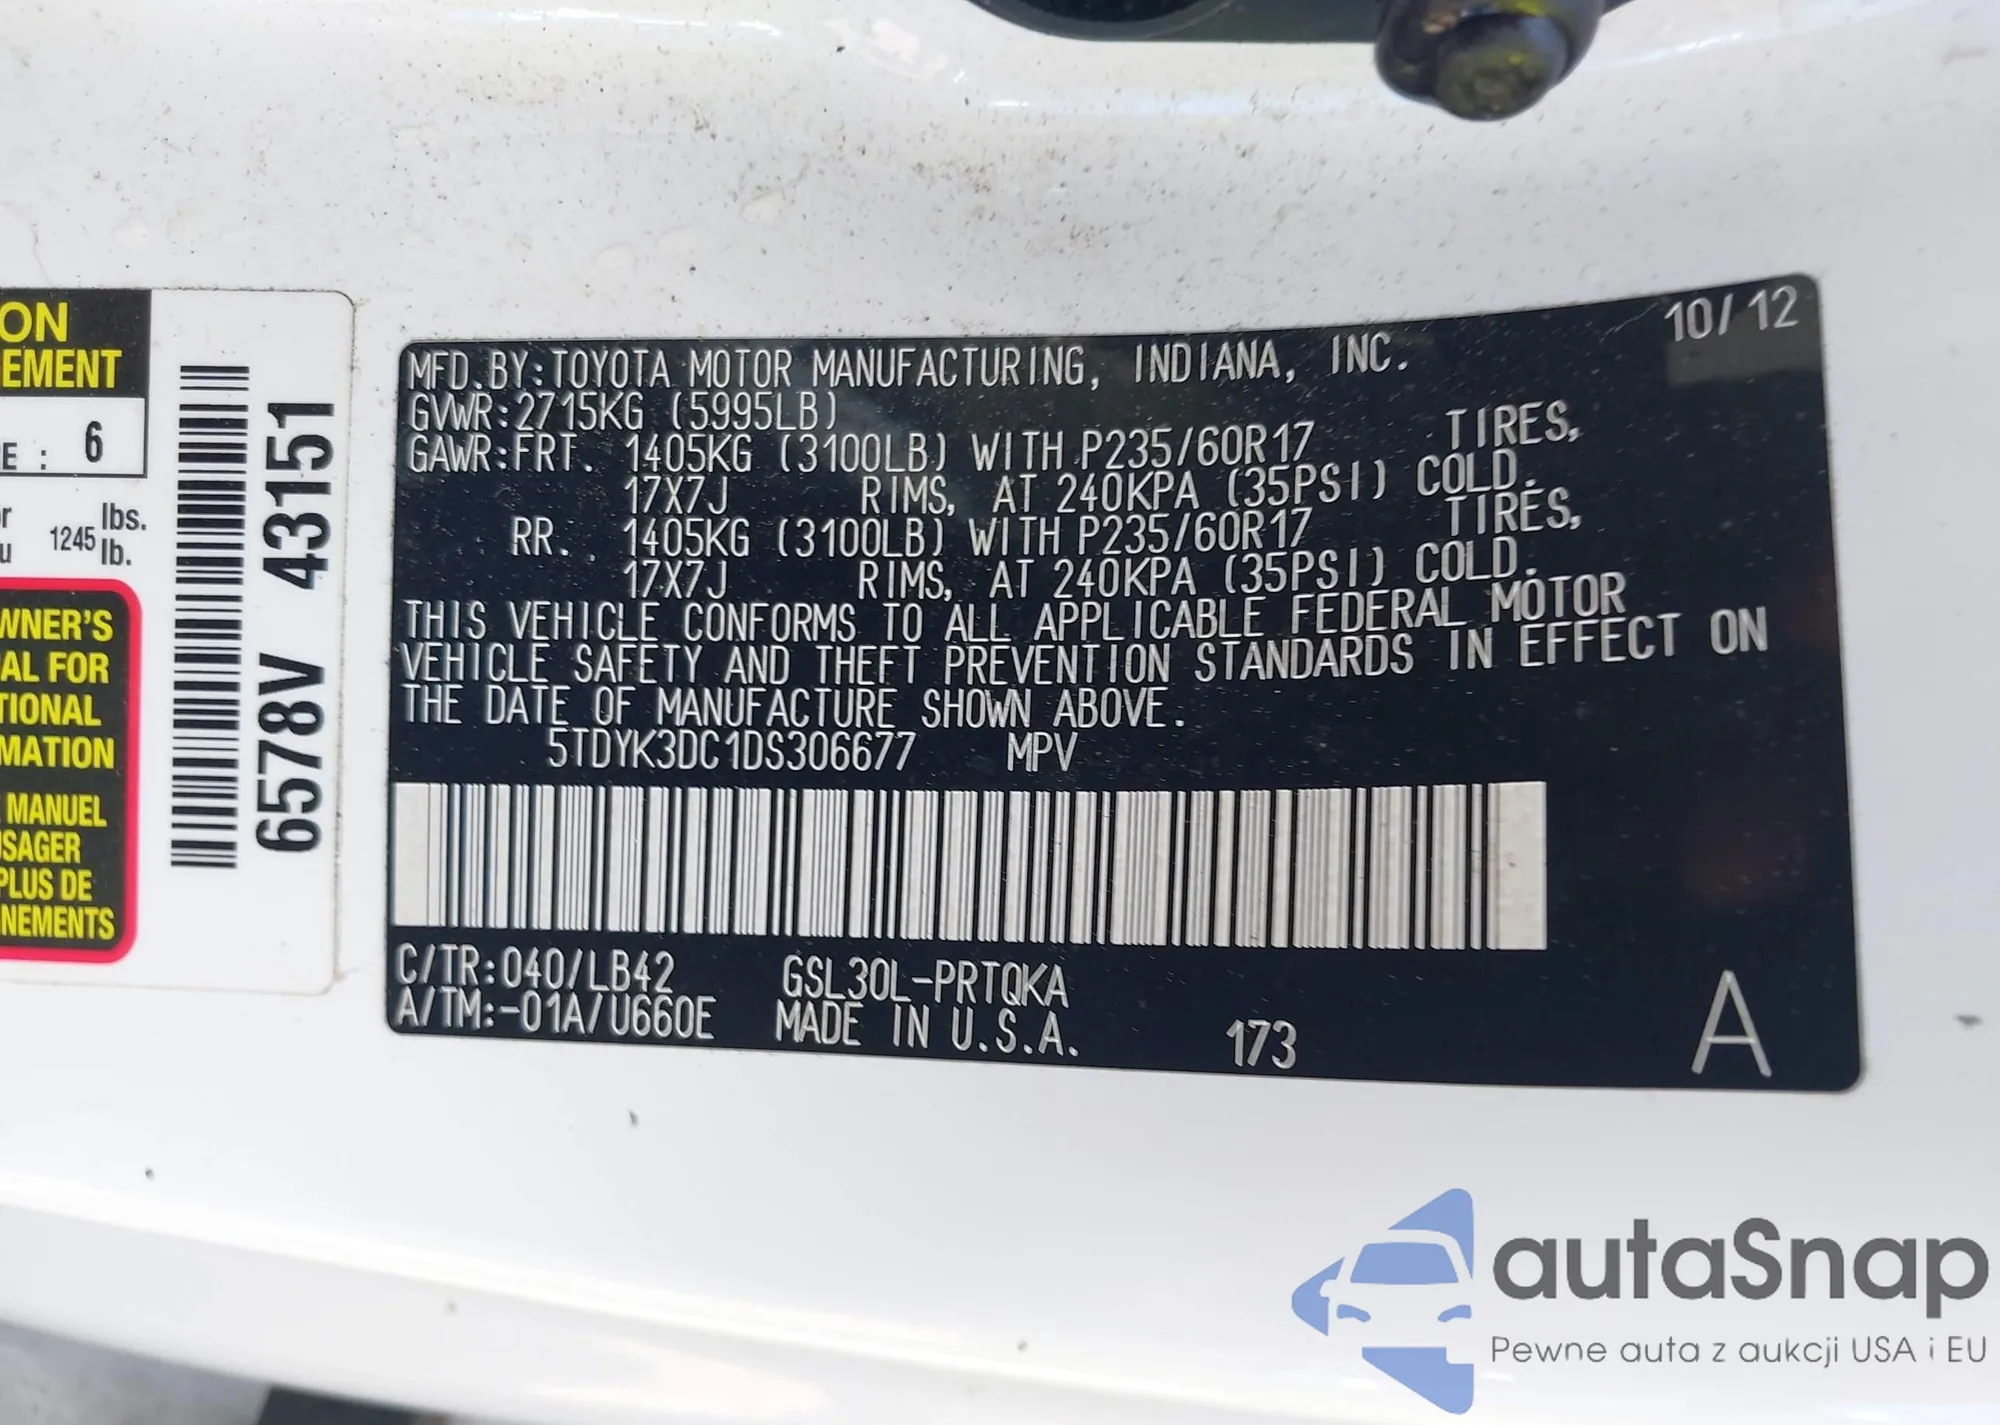 ON
EMENT
E : 6
or
u 1245 lbs.
lb.
WNER'S
AL FOR
TIONAL
MATION
MANUEL
SAGER
PLUS DE
NEMENTS
6578V 43151
10/12
MFD.BY:TOYOTA MOTOR MANUFACTURING, INDIANA, INC.
GVWR:2715KG (5995LB)
GAWR:FRT. 1405KG (3100LB) WITH P235/60R17 TIRES,
17X7J RIMS, AT 240KPA (35PSI) COLD.
RR. 1405KG (3100LB) WITH P235/60R17 TIRES,
17X7J RIMS, AT 240KPA (35PSI) COLD.
THIS VEHICLE CONFORMS TO ALL APPLICABLE FEDERAL MOTOR
VEHICLE SAFETY AND THEFT PREVENTION STANDARDS IN EFFECT ON
THE DATE OF MANUFACTURE SHOWN ABOVE.
5TDYK3DC1DS306677 MPV
C/TR:040/LB42 GSL30L-PRTQKA
A/TM:-01A/U660E MADE IN U.S.A. 173
A
autaSnap
Pewne auta z aukcji USA i EU